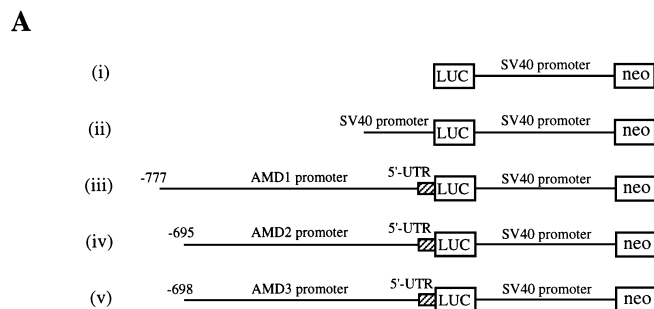 A
(i) LUC SV40 promoter neo
(ii) SV40 promoter LUC SV40 promoter neo
(iii) -777 AMD1 promoter 5'-UTR LUC SV40 promoter neo
(iv) -695 AMD2 promoter 5'-UTR LUC SV40 promoter neo
(v) -698 AMD3 promoter 5'-UTR LUC SV40 promoter neo